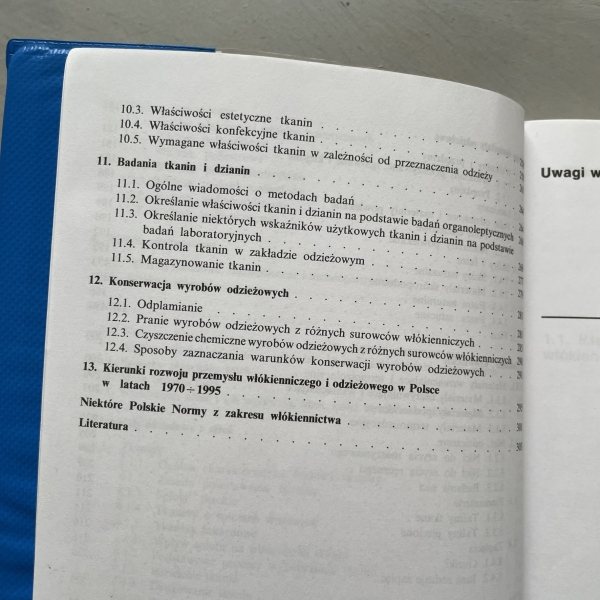 10.3. Właściwości estetyczne tkanin
10.4. Właściwości konfekcyjne tkanin
10.5. Wymagane właściwości tkanin w zależności od przeznaczenia odzieży
11. Badania tkanin i dzianin
11.1. Ogólne wiadomości o metodach badań
11.2. Określanie właściwości tkanin i dzianin na podstawie badań organoleptycznych
11.3. Określanie niektórych wskaźników użytkowych tkanin i dzianin na podstawie
badań laboratoryjnych
11.4. Kontrola tkanin w zakładzie odzieżowym
11.5. Magazynowanie tkanin
12. Konserwacja wyrobów odzieżowych
12.1. Odplamianie
12.2. Pranie wyrobów odzieżowych z różnych surowców włókienniczych
12.3. Czyszczenie chemiczne wyrobów odzieżowych z różnych surowców włókienniczych
12.4. Sposoby zaznaczania warunków konserwacji wyrobów odzieżowych
13. Kierunki rozwoju przemysłu włókienniczego i odzieżowego w Polsce
w latach 1970÷1995
Niektóre Polskie Normy z zakresu włókiennictwa
Literatura
Uwagi w